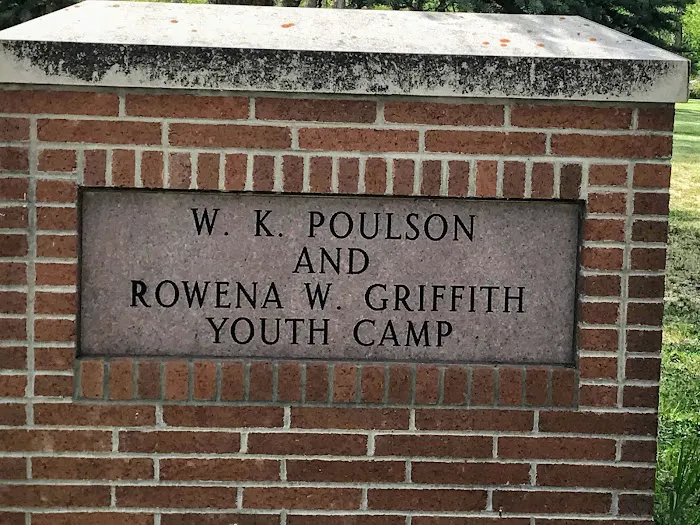 W. K. POULSON
AND
ROWENA W. GRIFFITH
YOUTH CAMP